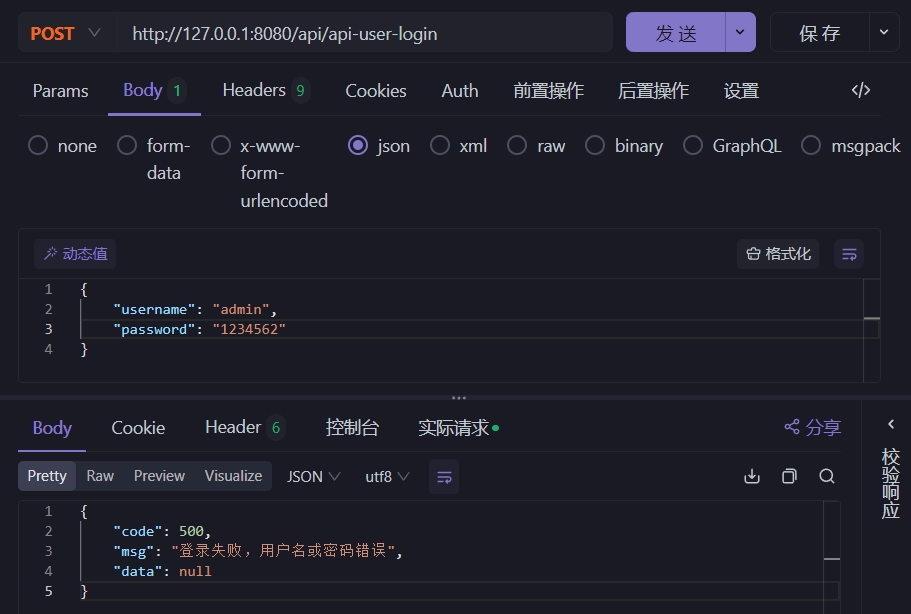 POST http://127.0.0.1:8080/api/api-user-login 发送 保存
Params Body 1 Headers 9 Cookies Auth 前置操作 后置操作 设置 </>
none form-data x-www-form-urlencoded json xml raw binary GraphQL msgpack
动态值 格式化
1 {
2 "username": "admin",
3 "password": "1234562"
4 }
Body Cookie Header 6 控制台 实际请求 分享
校验响应
Pretty Raw Preview Visualize JSON utf8
1 {
2 "code": 500,
3 "msg": "登录失败，用户名或密码错误",
4 "data": null
5 }